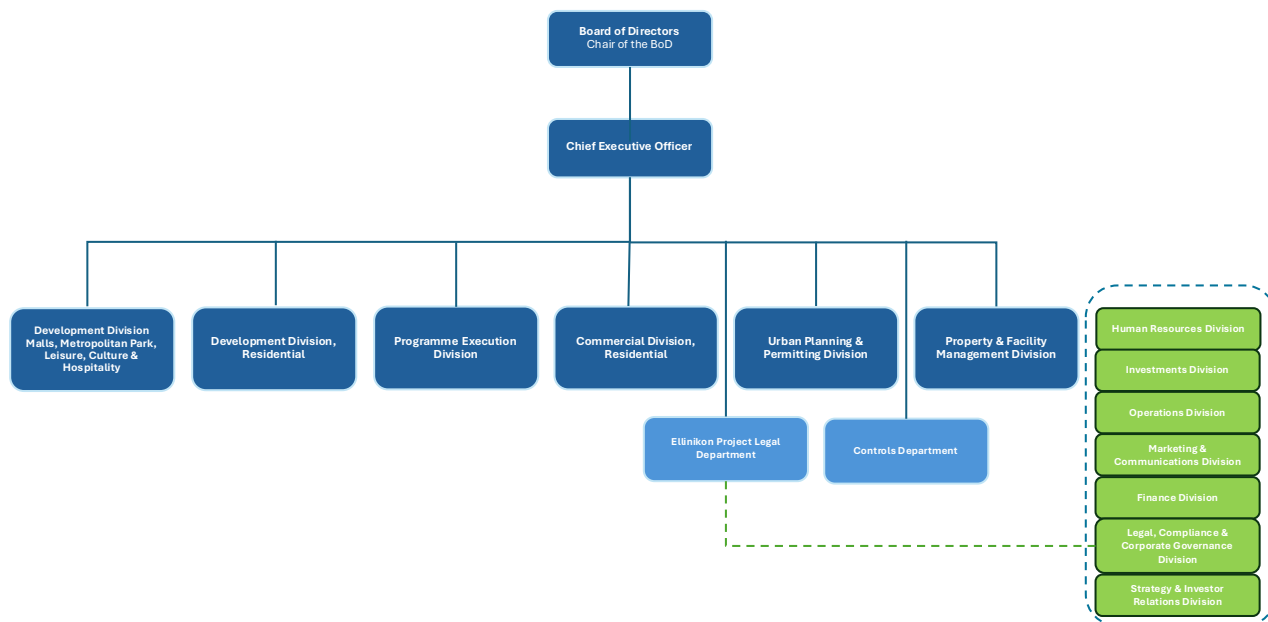 Board of Directors
Chair of the BoD
Chief Executive Officer
Development Division
Malls, Metropolitan Park,
Leisure, Culture &
Hospitality
Development Division,
Residential
Programme Execution
Division
Commercial Division,
Residential
Urban Planning &
Permitting Division
Property & Facility
Management Division
Ellinikon Project Legal
Department
Controls Department
Human Resources Division
Investments Division
Operations Division
Marketing &
Communications Division
Finance Division
Legal, Compliance &
Corporate Governance
Division
Strategy & Investor
Relations Division